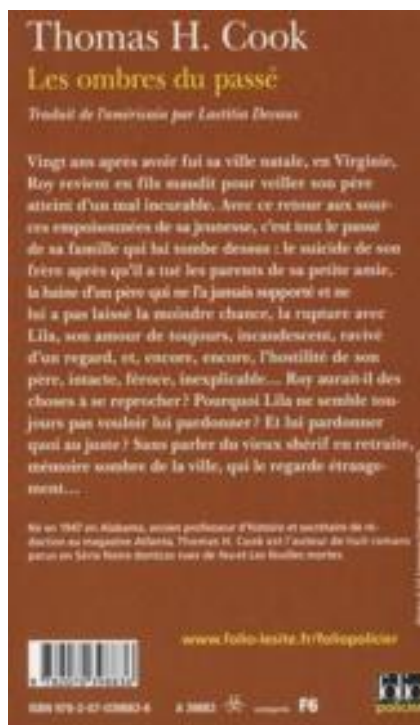 Thomas H. Cook
Les ombres du passé
Traduit de l'américain par Laetitia Devaux
Vingt ans après avoir fui sa ville natale, en Virginie,
Roy revient en fils maudit pour veiller son père
atteint d'un mal incurable. Avec ce retour aux sour-
ces empoisonnées de sa jeunesse, c'est tout le passé
de sa famille qui lui tombe dessus : le suicide de son
frère après qu'il a tué les parents de sa petite amie,
la haine d'un père qui ne l'a jamais supporté et ne
lui a pas laissé la moindre chance, la rupture avec
Lila, son amour de toujours, incandescent, ravivé
d'un regard, et, encore, encore, l'hostilité de son
père, intacte, féroce, inexplicable... Roy aurait-il des
choses à se reprocher ? Pourquoi Lila ne semble tou-
jours pas vouloir lui pardonner ? Et lui pardonner
quoi au juste ? Sans parler du vieux shérif en retraite,
mémoire sombre de la ville, qui le regarde étrange-
ment...
Né en 1947 en Alabama, ancien professeur d'histoire et secrétaire de ré-
daction au magazine Atlanta, Thomas H. Cook est l'auteur de huit romans
parus en Série Noire dont Les rues de feu et Les feuilles mortes.
www.folio-lesite.fr/foliopolicier
folio
policier
ISBN 978-2-07-039882-6 A 39882 catégorie F6